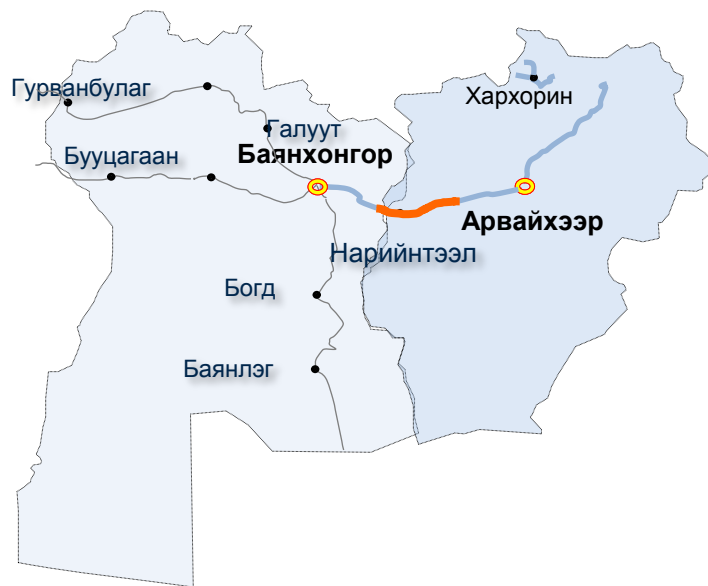 Гурванбулаг
Хархорин
Галуут
Баянхонгор
Бууцагаан
Арвайхээр
Нарийнтээл
Богд
Баянлэг